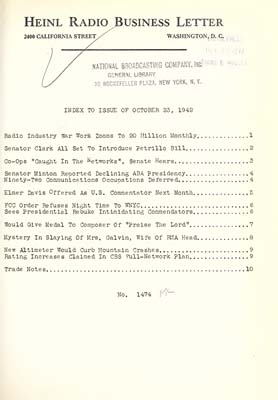 HEINL RADIO BUSINESS LETTER
2400 CALIFORNIA STREET WASHINGTON, D. C.
NATIONAL BROADCASTING COMPANY, INC.
GENERAL LIBRARY
30 ROCKEFELLER PLAZA, NEW YORK, N. Y.
INDEX TO ISSUE OF OCTOBER 23, 1942
Radio Industry War Work Zooms To 20 Million Monthly.............1
Senator Clark All Set To Introduce Petrillo Bill................2
Co-Ops "Caught In The Networks", Senate Hears...................3
Senator Minton Reported Declining ABA Presidency................4
Ninety-Two Communications Occupations Deferred..................4
Elmer Davis Offered As U.S. Commentator Next Month..............5
FCC Order Refuses Night Time To WNYC............................6
Sees Presidential Rebuke Intimidating Commentators..............6
Would Give Medal To Composer Of "Praise The Lord"...............7
Mystery In Slaying Of Mrs. Galvin, Wife Of RMA Head.............8
New Altimeter Would Curb Mountain Crashes.......................9
Rating Increases Claimed In CBS Full-Network Plan...............9
Trade Notes....................................................10
No. 1474